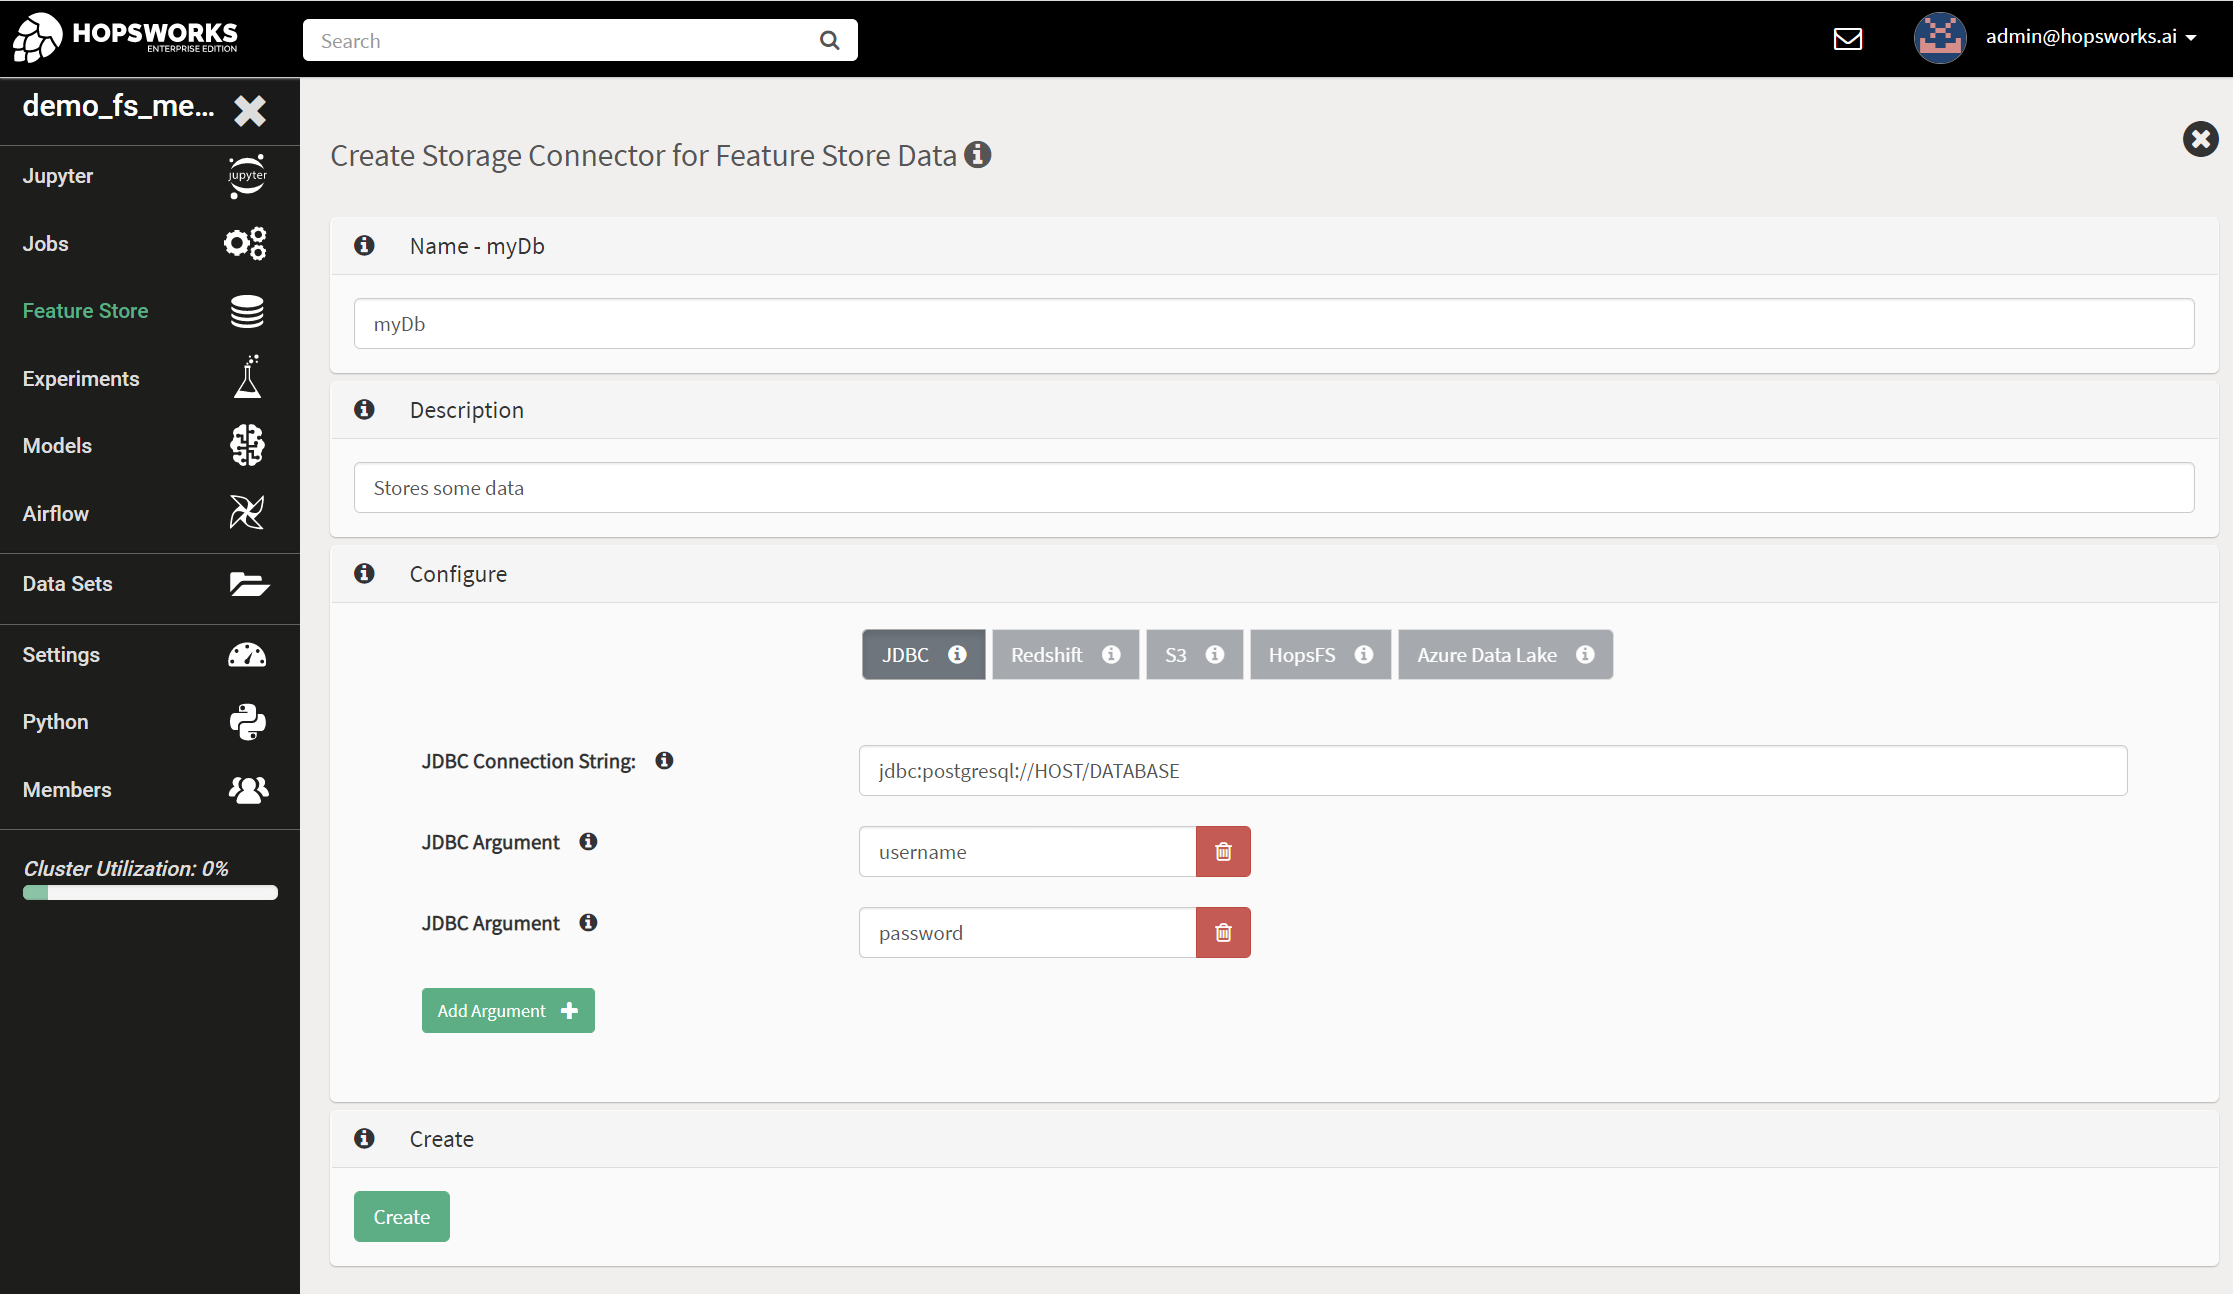 HOPSWORKS
ENTERPRISE EDITION
Search
admin@hopsworks.ai
demo_fs_me...
Jupyter
jupyter
Jobs
Feature Store
Experiments
Models
Airflow
Data Sets
Settings
Python
Members
Cluster Utilization: 0%
Create Storage Connector for Feature Store Data
Name - myDb
myDb
Description
Stores some data
Configure
JDBC Redshift S3 HopsFS Azure Data Lake
JDBC Connection String: jdbc:postgresql://HOST/DATABASE
JDBC Argument username
JDBC Argument password
Add Argument
Create
Create